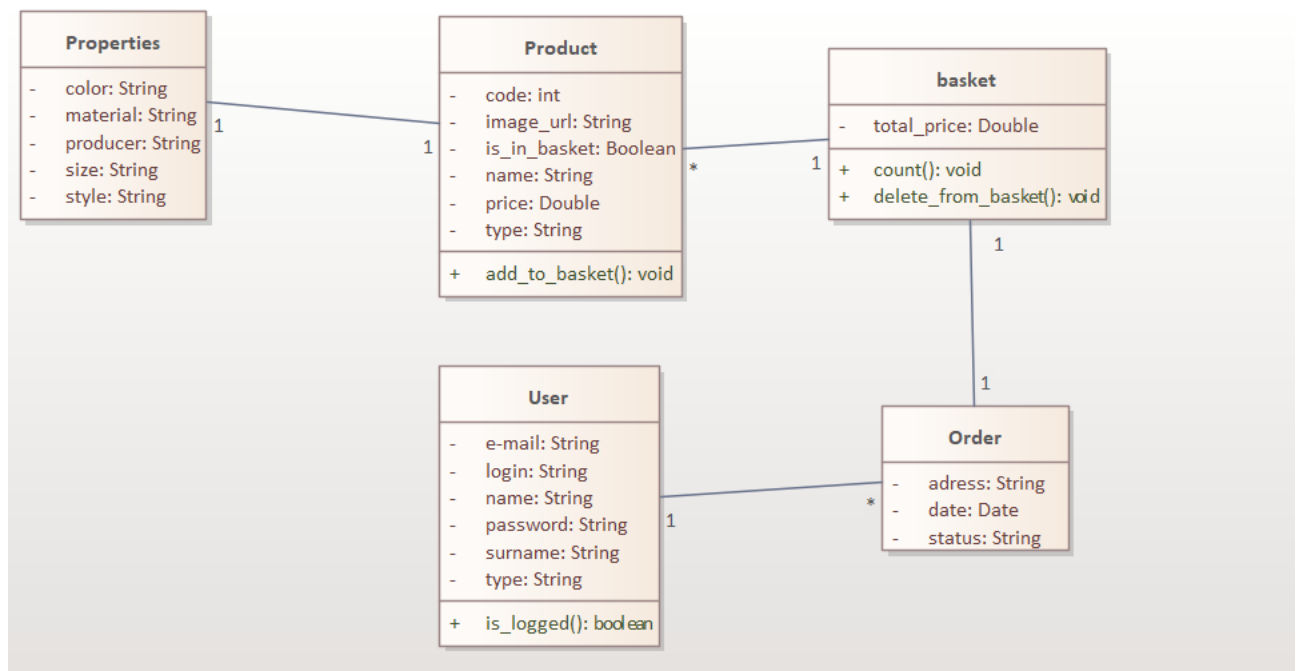 Properties
- color: String
- material: String
- producer: String
- size: String
- style: String
1
1
Product
- code: int
- image_url: String
- is_in_basket: Boolean
- name: String
- price: Double
- type: String
+ add_to_basket(): void
*
1
basket
- total_price: Double
+ count(): void
+ delete_from_basket(): void
1
1
User
- e-mail: String
- login: String
- name: String
- password: String
- surname: String
- type: String
+ is_logged(): boolean
1
*
Order
- adress: String
- date: Date
- status: String